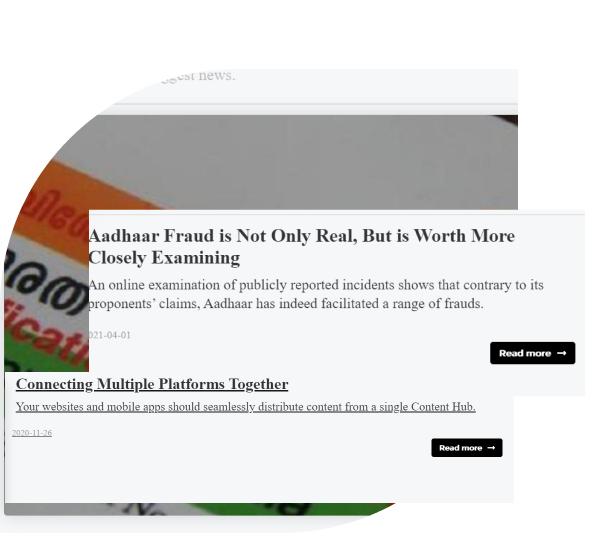 gest news.
Aadhaar Fraud is Not Only Real, But is Worth More
Closely Examining
An online examination of publicly reported incidents shows that contrary to its
proponents’ claims, Aadhaar has indeed facilitated a range of frauds.
021-04-01
Read more →
Connecting Multiple Platforms Together
Your websites and mobile apps should seamlessly distribute content from a single Content Hub.
2020-11-26
Read more →